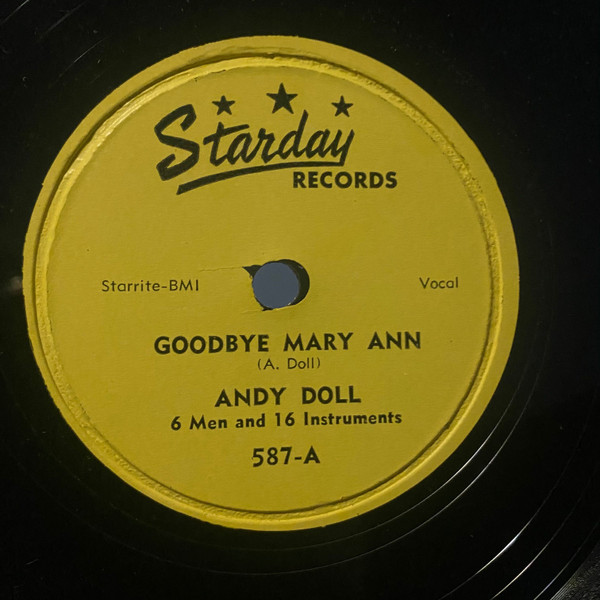 Starday
RECORDS
Starrite-BMI
Vocal
GOODBYE MARY ANN
(A. Doll)
ANDY DOLL
6 Men and 16 Instruments
587-A